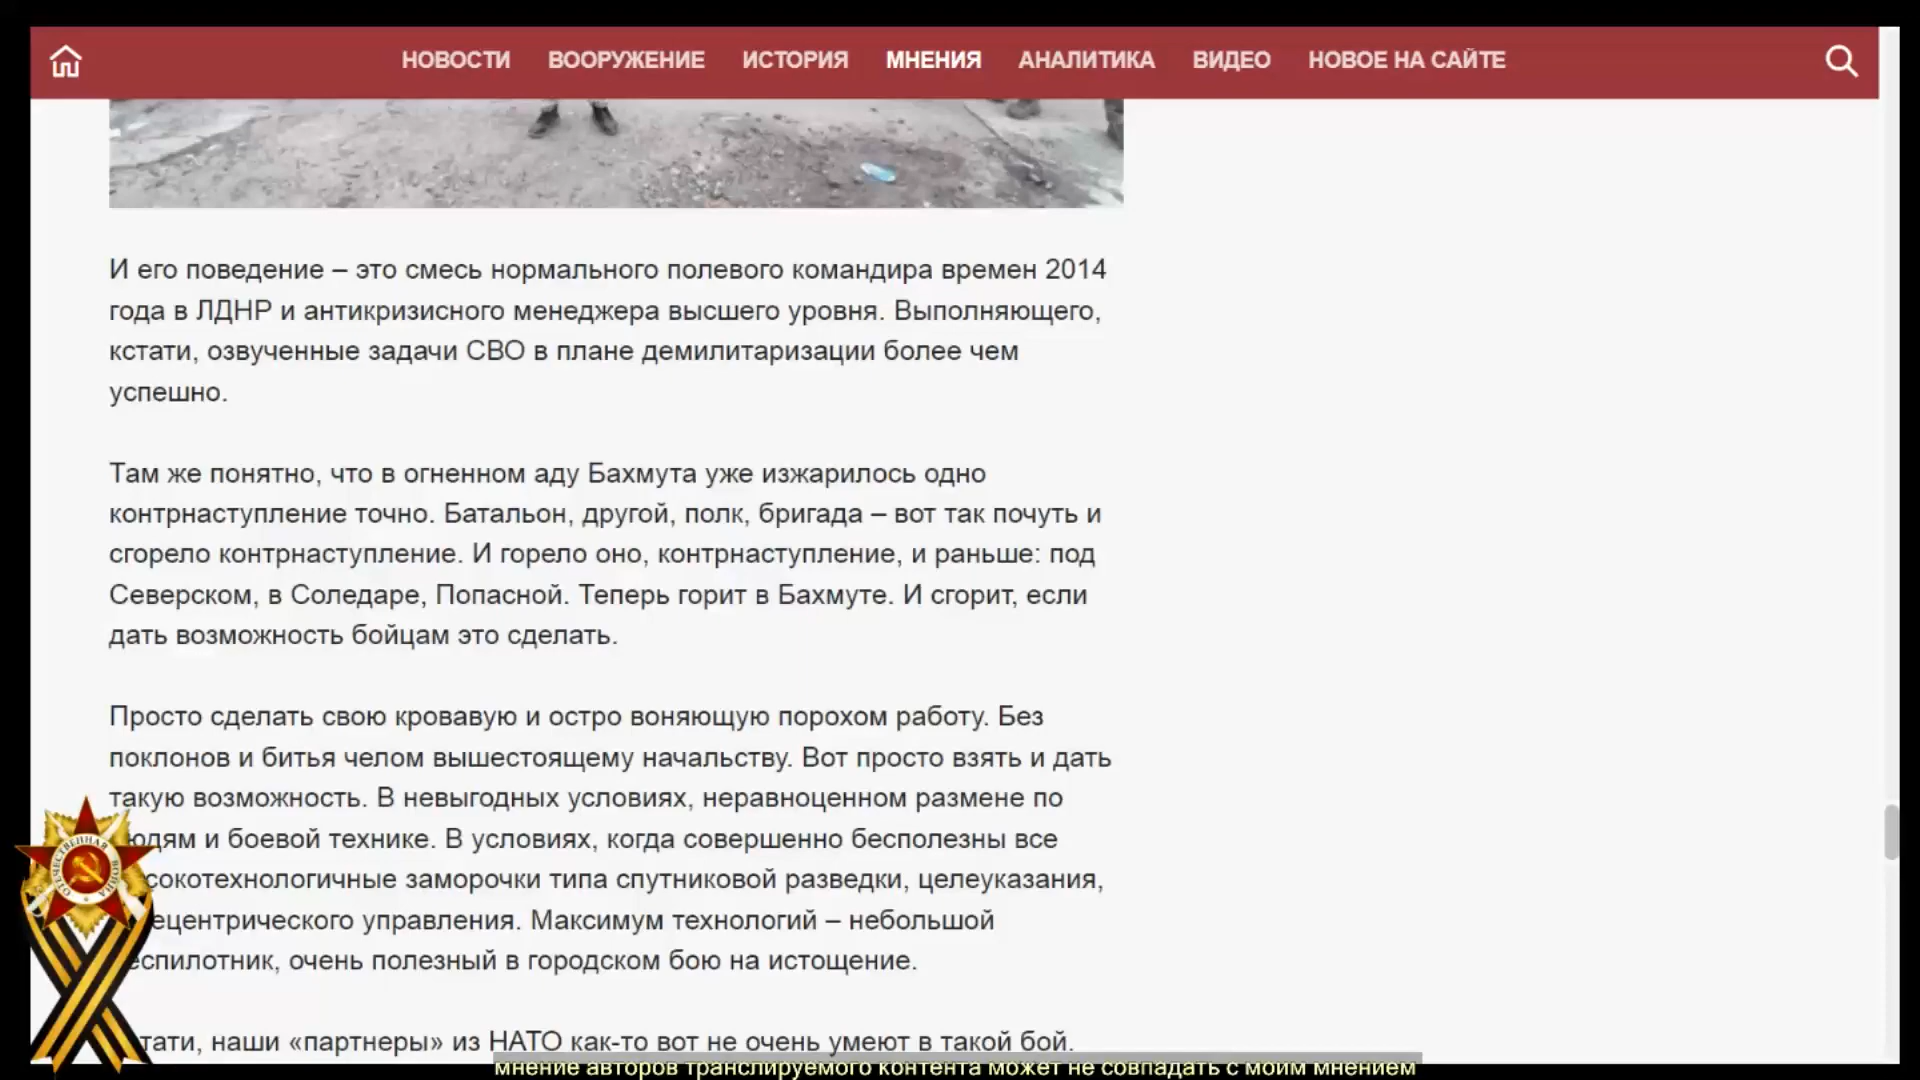 НОВОСТИ ВООРУЖЕНИЕ ИСТОРИЯ МНЕНИЯ АНАЛИТИКА ВИДЕО НОВОЕ НА САЙТЕ
И его поведение – это смесь нормального полевого командира времен 2014
года в ЛДНР и антикризисного менеджера высшего уровня. Выполняющего,
кстати, озвученные задачи СВО в плане демилитаризации более чем
успешно.
Там же понятно, что в огненном аду Бахмута уже изжарилось одно
контрнаступление точно. Батальон, другой, полк, бригада – вот так почуть и
сгорело контрнаступление. И горело оно, контрнаступление, и раньше: под
Северском, в Соледаре, Попасной. Теперь горит в Бахмуте. И сгорит, если
дать возможность бойцам это сделать.
Просто сделать свою кровавую и остро воняющую порохом работу. Без
поклонов и битья челом вышестоящему начальству. Вот просто взять и дать
такую возможность. В невыгодных условиях, неравноценном размене по
и боевой технике. В условиях, когда совершенно бесполезны все
заморочки типа спутниковой разведки, целеуказания,
управления. Максимум технологий – небольшой
очень полезный в городском бою на истощение.
наши «партнеры» из НАТО как-то вот не очень умеют в такой бой.
ОТЕЧЕСТВЕННАЯ ВОЙНА
мнение авторов транслируемого контента может не совпадать с моим мнением